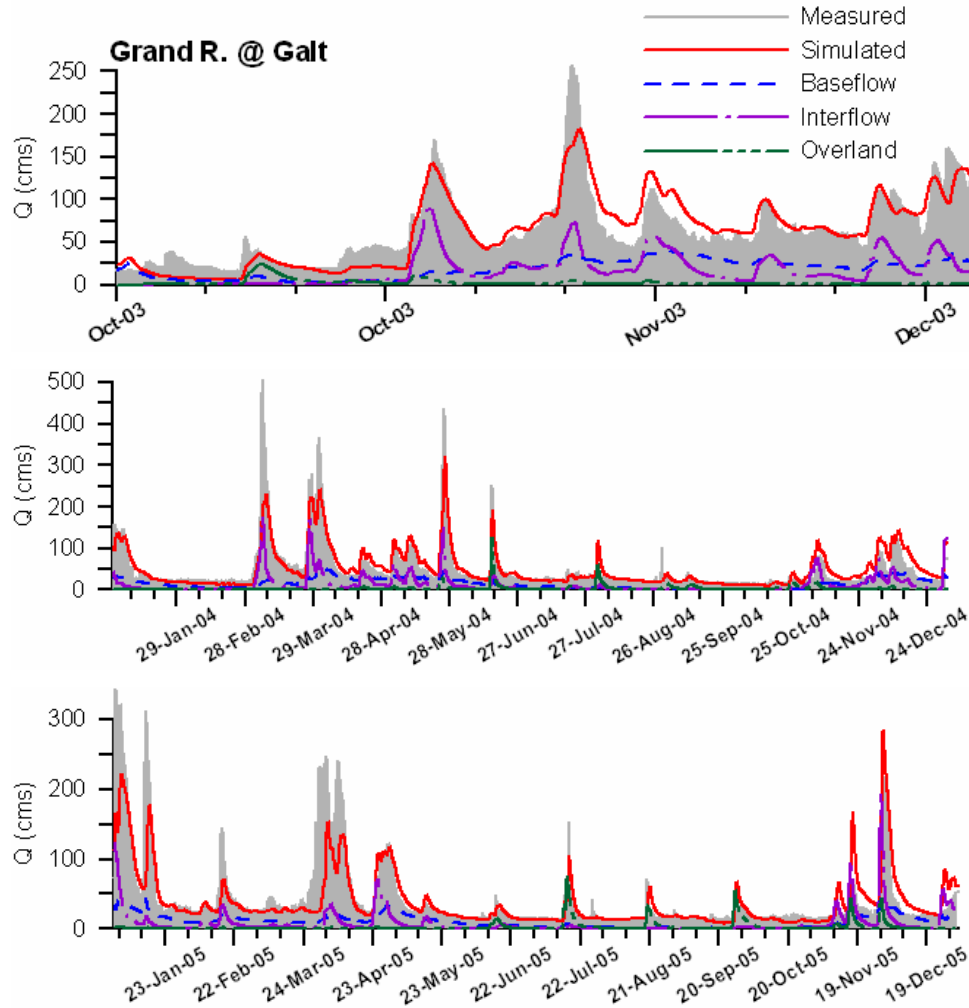 Measured
Grand R. @ Galt
Simulated
Baseflow
Interflow
Overland
Q (cms)
250
200
150
100
50
0
Oct-03
Oct-03
Nov-03
Dec-03
Q (cms)
500
400
300
200
100
0
29-Jan-04
28-Feb-04
29-Mar-04
28-Apr-04
28-May-04
27-Jun-04
27-Jul-04
26-Aug-04
25-Sep-04
25-Oct-04
24-Nov-04
24-Dec-04
Q (cms)
300
200
100
0
23-Jan-05
22-Feb-05
24-Mar-05
23-Apr-05
23-May-05
22-Jun-05
22-Jul-05
21-Aug-05
20-Sep-05
20-Oct-05
19-Nov-05
19-Dec-05